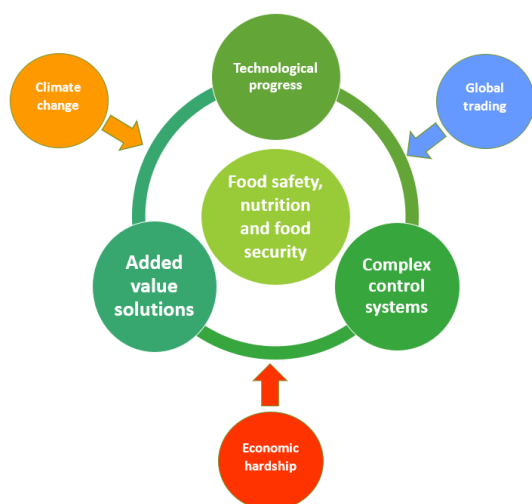 Technological
progress
Climate
change
Global
trading
Food safety,
nutrition
and food
security
Added
value
solutions
Complex
control
systems
Economic
hardship